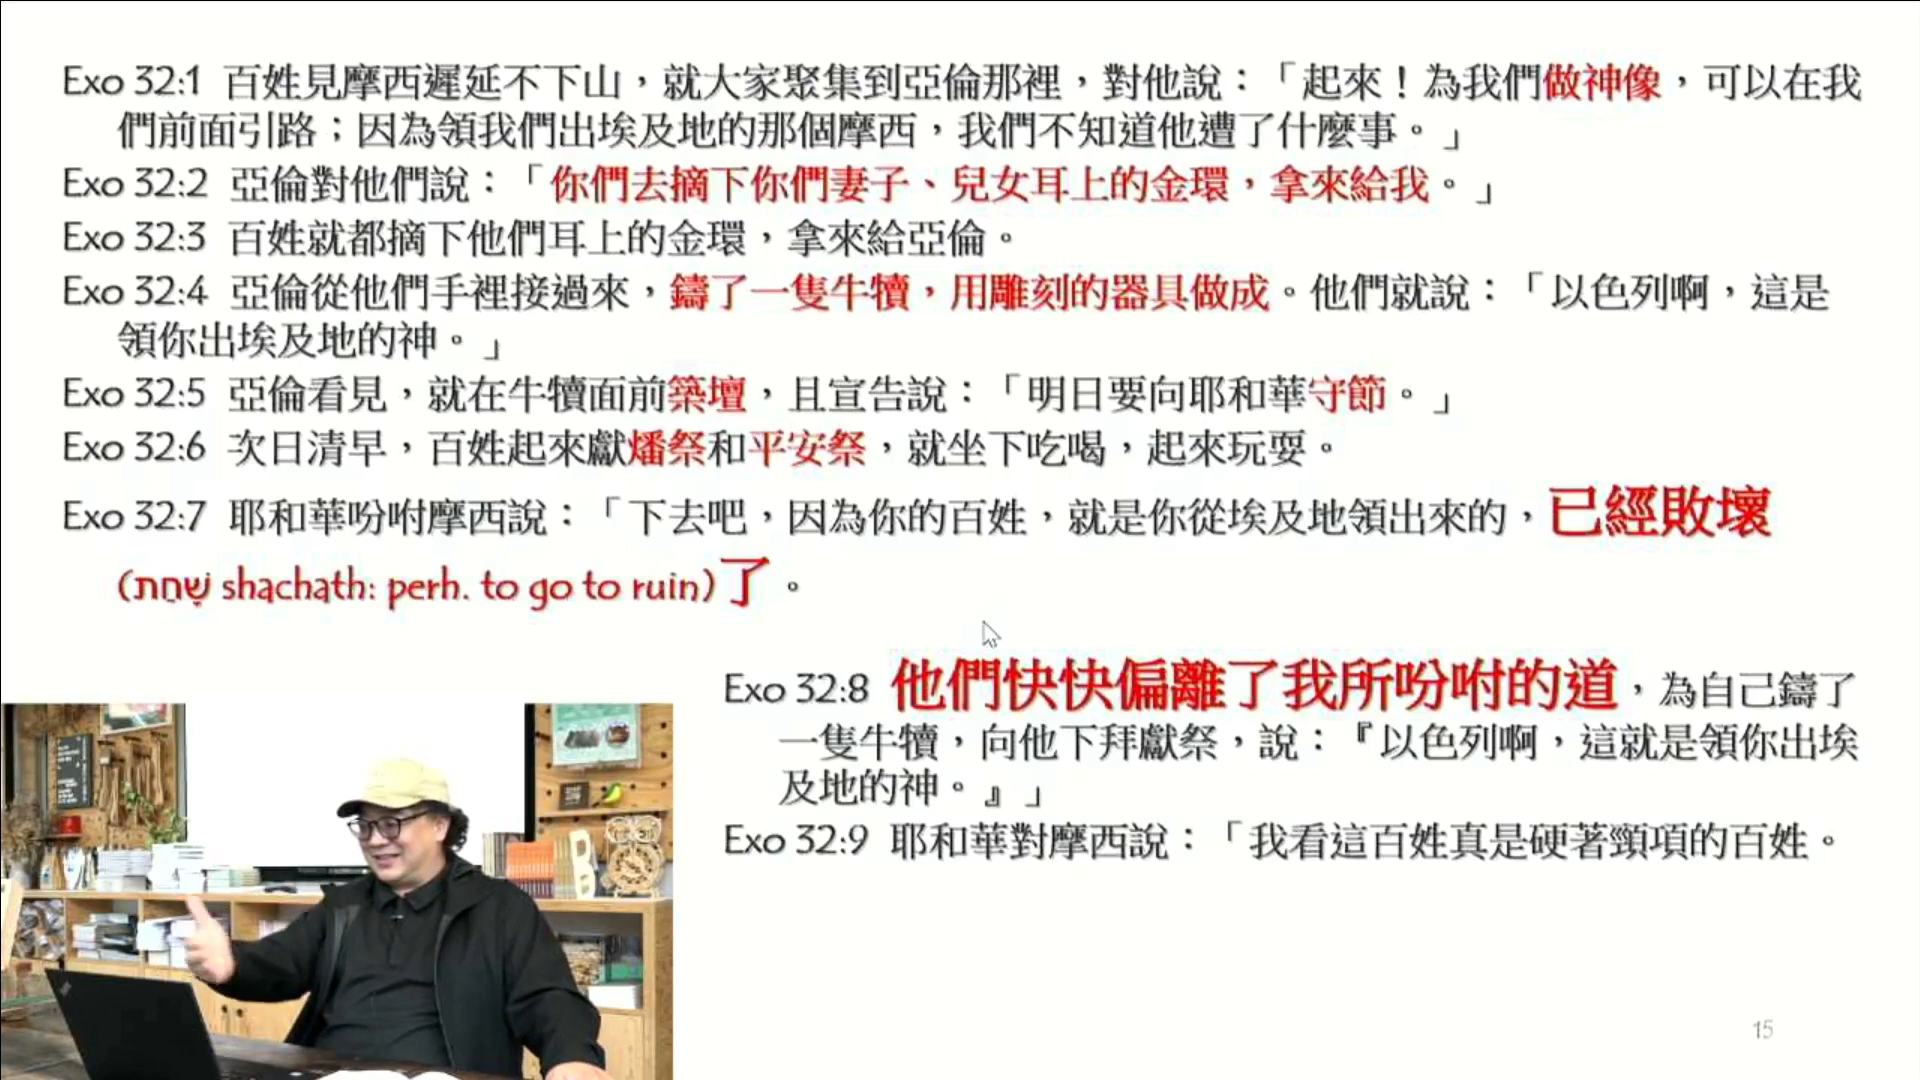 Exo 32:1 百姓見摩西遲延不下山，就大家聚集到亞倫那裡，對他說：「起來！為我們做神像，可以在我
們前面引路；因為領我們出埃及地的那個摩西，我們不知道他遭了什麼事。」
Exo 32:2 亞倫對他們說：「你們去摘下你們妻子、兒女耳上的金環，拿來給我。」
Exo 32:3 百姓就都摘下他們耳上的金環，拿來給亞倫。
Exo 32:4 亞倫從他們手裡接過來，鑄了一隻牛犢，用雕刻的器具做成。他們就說：「以色列啊，這是
領你出埃及地的神。」
Exo 32:5 亞倫看見，就在牛犢面前築壇，且宣告說：「明日要向耶和華守節。」
Exo 32:6 次日清早，百姓起來獻燔祭和平安祭，就坐下吃喝，起來玩耍。
Exo 32:7 耶和華吩咐摩西說：「下去吧，因為你的百姓，就是你從埃及地領出來的，已經敗壞
(שָׁחַת shachath: perh. to go to ruin)了。
Exo 32:8 他們快快偏離了我所吩咐的道，為自己鑄了
一隻牛犢，向他下拜獻祭，說：『以色列啊，這就是領你出埃
及地的神。』」
Exo 32:9 耶和華對摩西說：「我看這百姓真是硬著頸項的百姓。
15